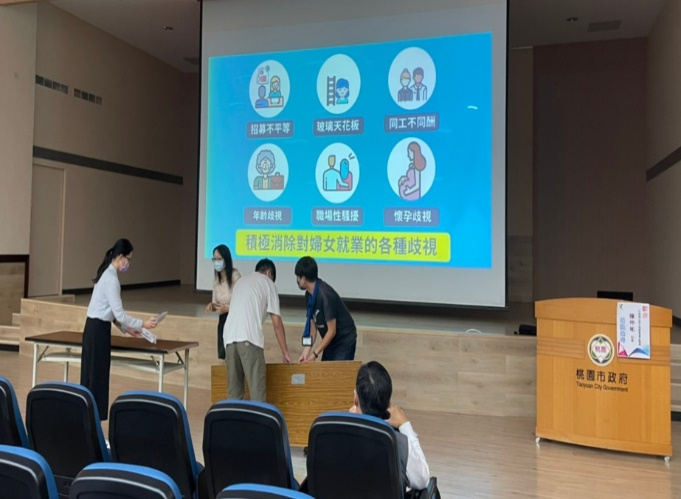 招募不平等
玻璃天花板
同工不同酬
年齡歧視
職場性騷擾
懷孕歧視
積極消除對婦女就業的各種歧視
桃園
桃園市政府
Taoyuan City Government